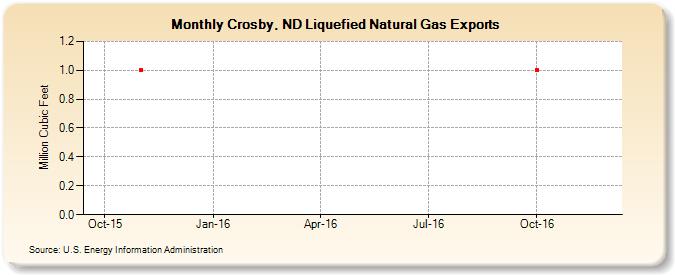 Monthly Crosby, ND Liquefied Natural Gas Exports
Million Cubic Feet
1.2
1.0
0.8
0.6
0.4
0.2
0.0
Oct-15 Jan-16 Apr-16 Jul-16 Oct-16
Source: U.S. Energy Information Administration